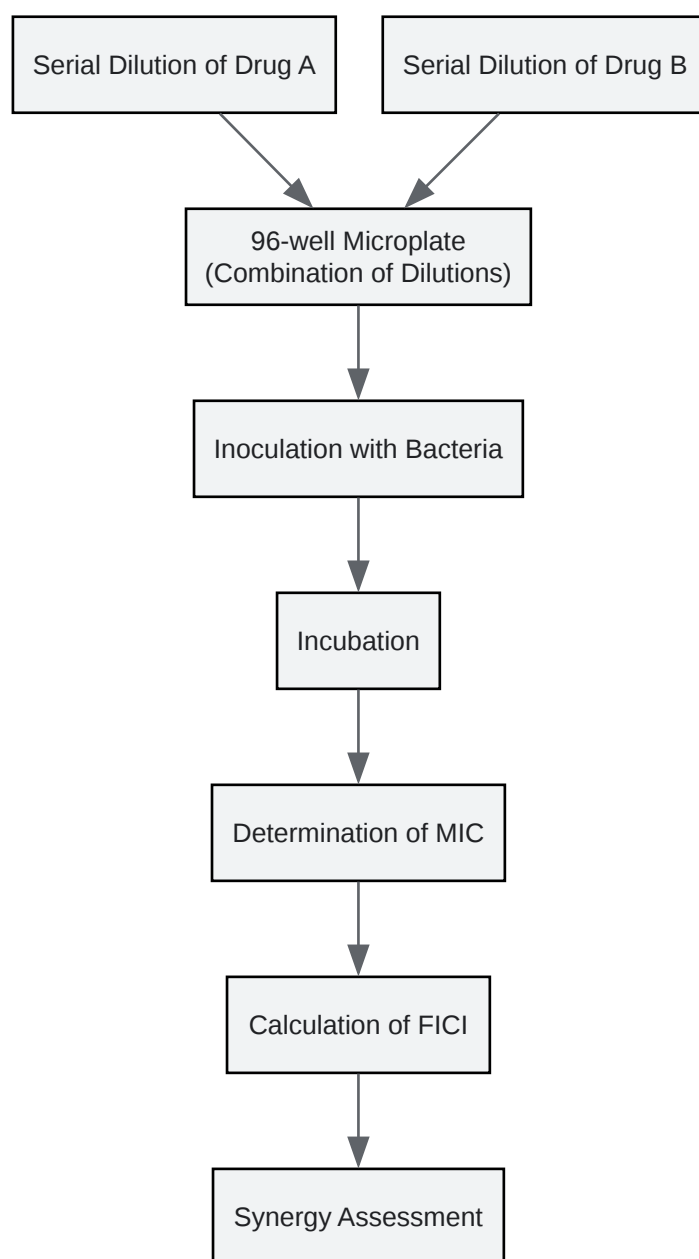 Serial Dilution of Drug A
Serial Dilution of Drug B
96-well Microplate
(Combination of Dilutions)
Inoculation with Bacteria
Incubation
Determination of MIC
Calculation of FICI
Synergy Assessment